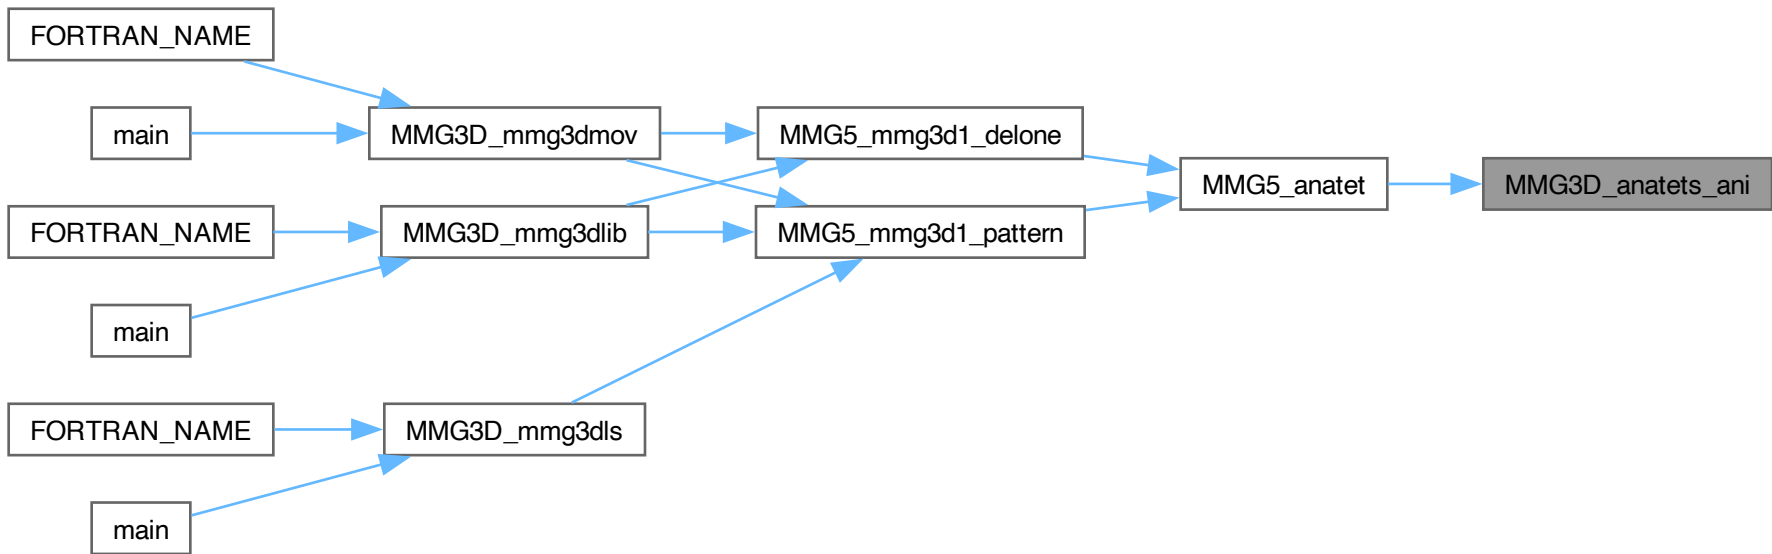 FORTRAN_NAME
main
MMG3D_mmg3dmov
MMG5_mmg3d1_delone
MMG5_anatet
MMG3D_anatets_ani
FORTRAN_NAME
MMG3D_mmg3dlib
MMG5_mmg3d1_pattern
main
FORTRAN_NAME
MMG3D_mmg3dls
main